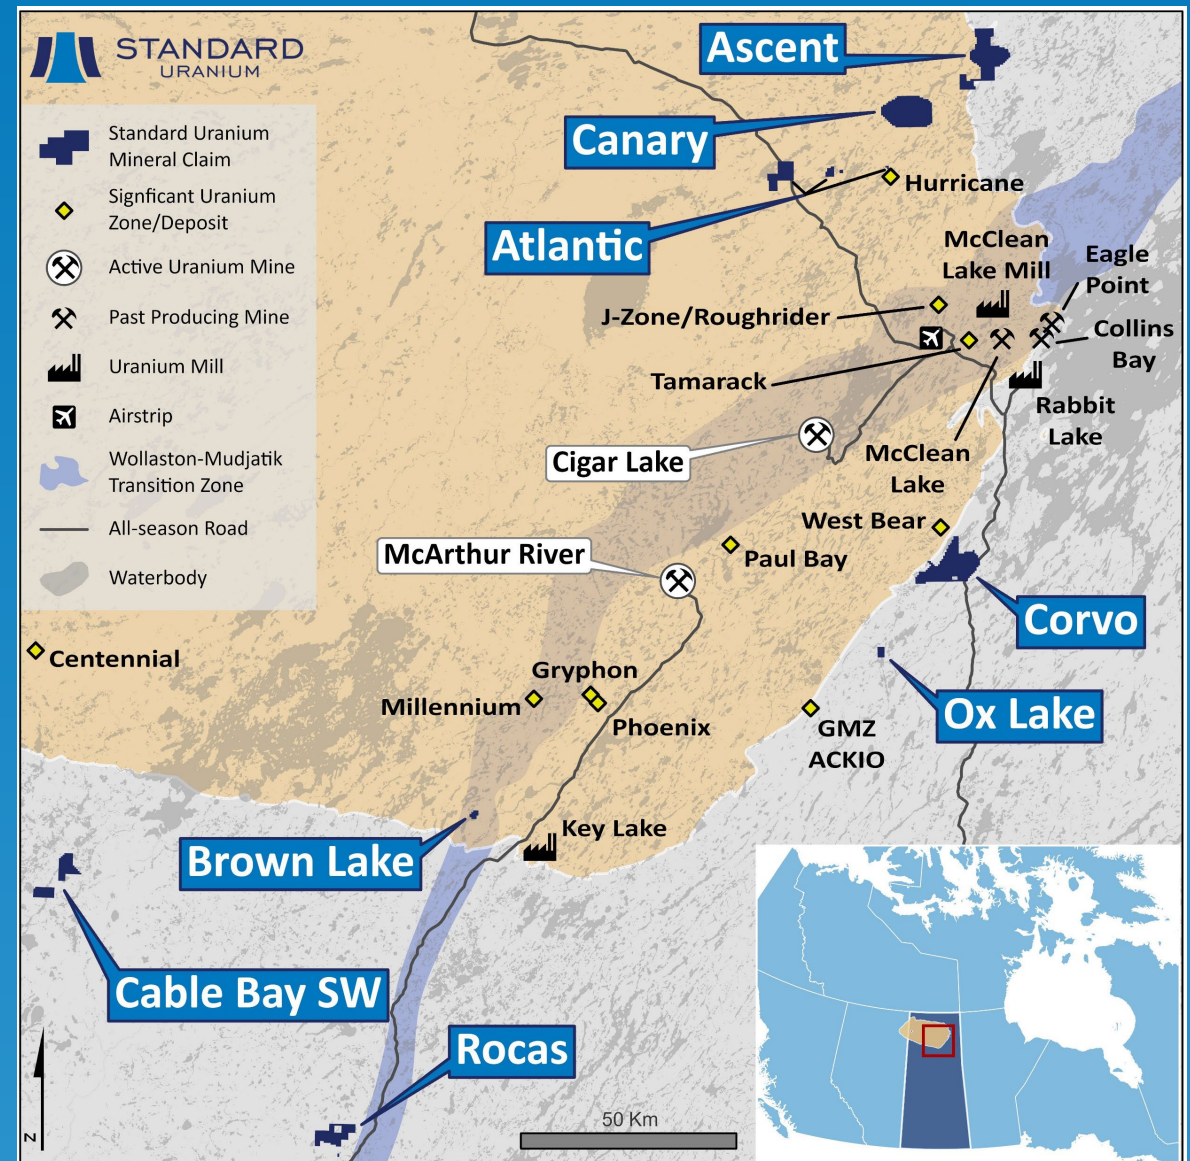 STANDARD
URANIUM
Standard Uranium
Mineral Claim
Signficant Uranium
Zone/Deposit
Active Uranium Mine
Past Producing Mine
Uranium Mill
Airstrip
Wollaston-Mudjatik
Transition Zone
All-season Road
Waterbody
Ascent
Canary
Hurricane
Atlantic
McClean
Lake Mill
Eagle
Point
J-Zone/Roughrider
Collins
Bay
Tamarack
Rabbit
Lake
Cigar Lake
McClean
Lake
West Bear
McArthur River
Paul Bay
Corvo
Centennial
Gryphon
Millennium
Phoenix
Ox Lake
GMZ
ACKIO
Key Lake
Brown Lake
Cable Bay SW
Rocas
50 Km
N